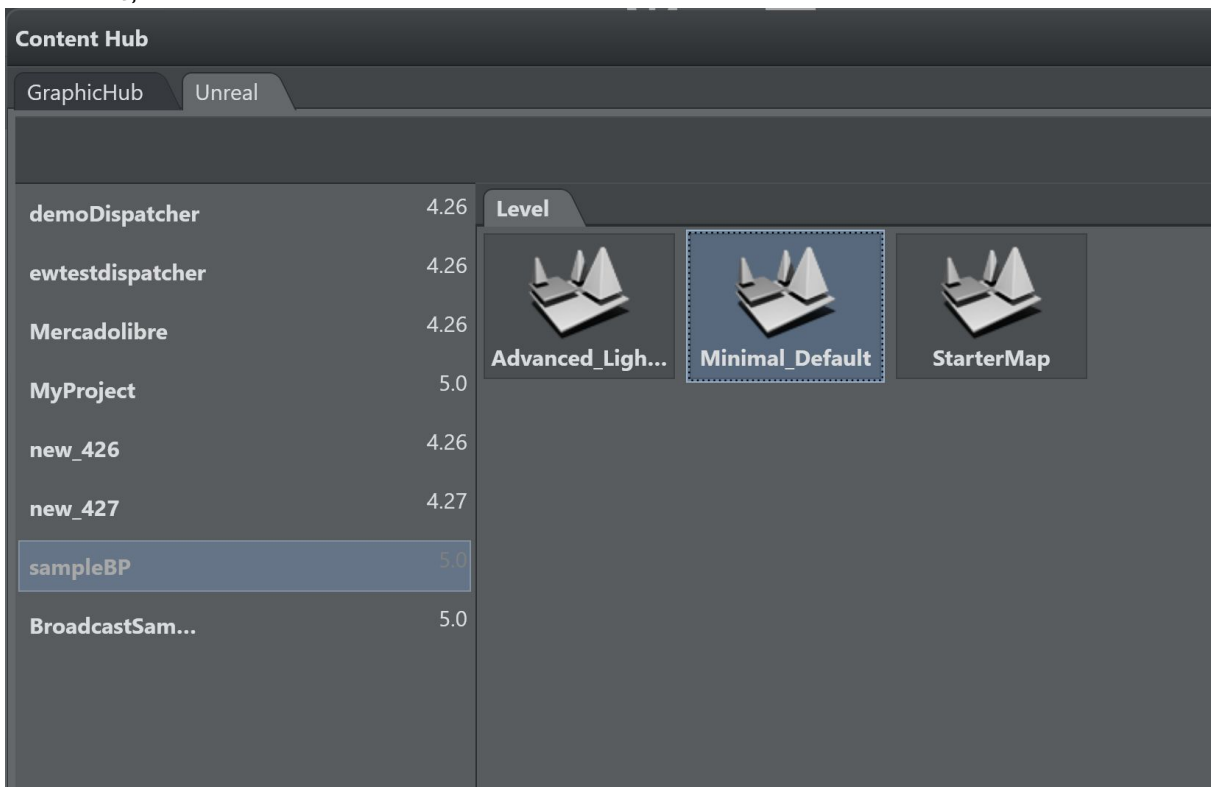 Content Hub
GraphicHub Unreal
demoDispatcher 4.26
ewtestdispatcher 4.26
Mercadolibre 4.26
MyProject 5.0
new_426 4.26
new_427 4.27
sampleBP 5.0
BroadcastSam... 5.0
Level
Advanced_Ligh... Minimal_Default StarterMap